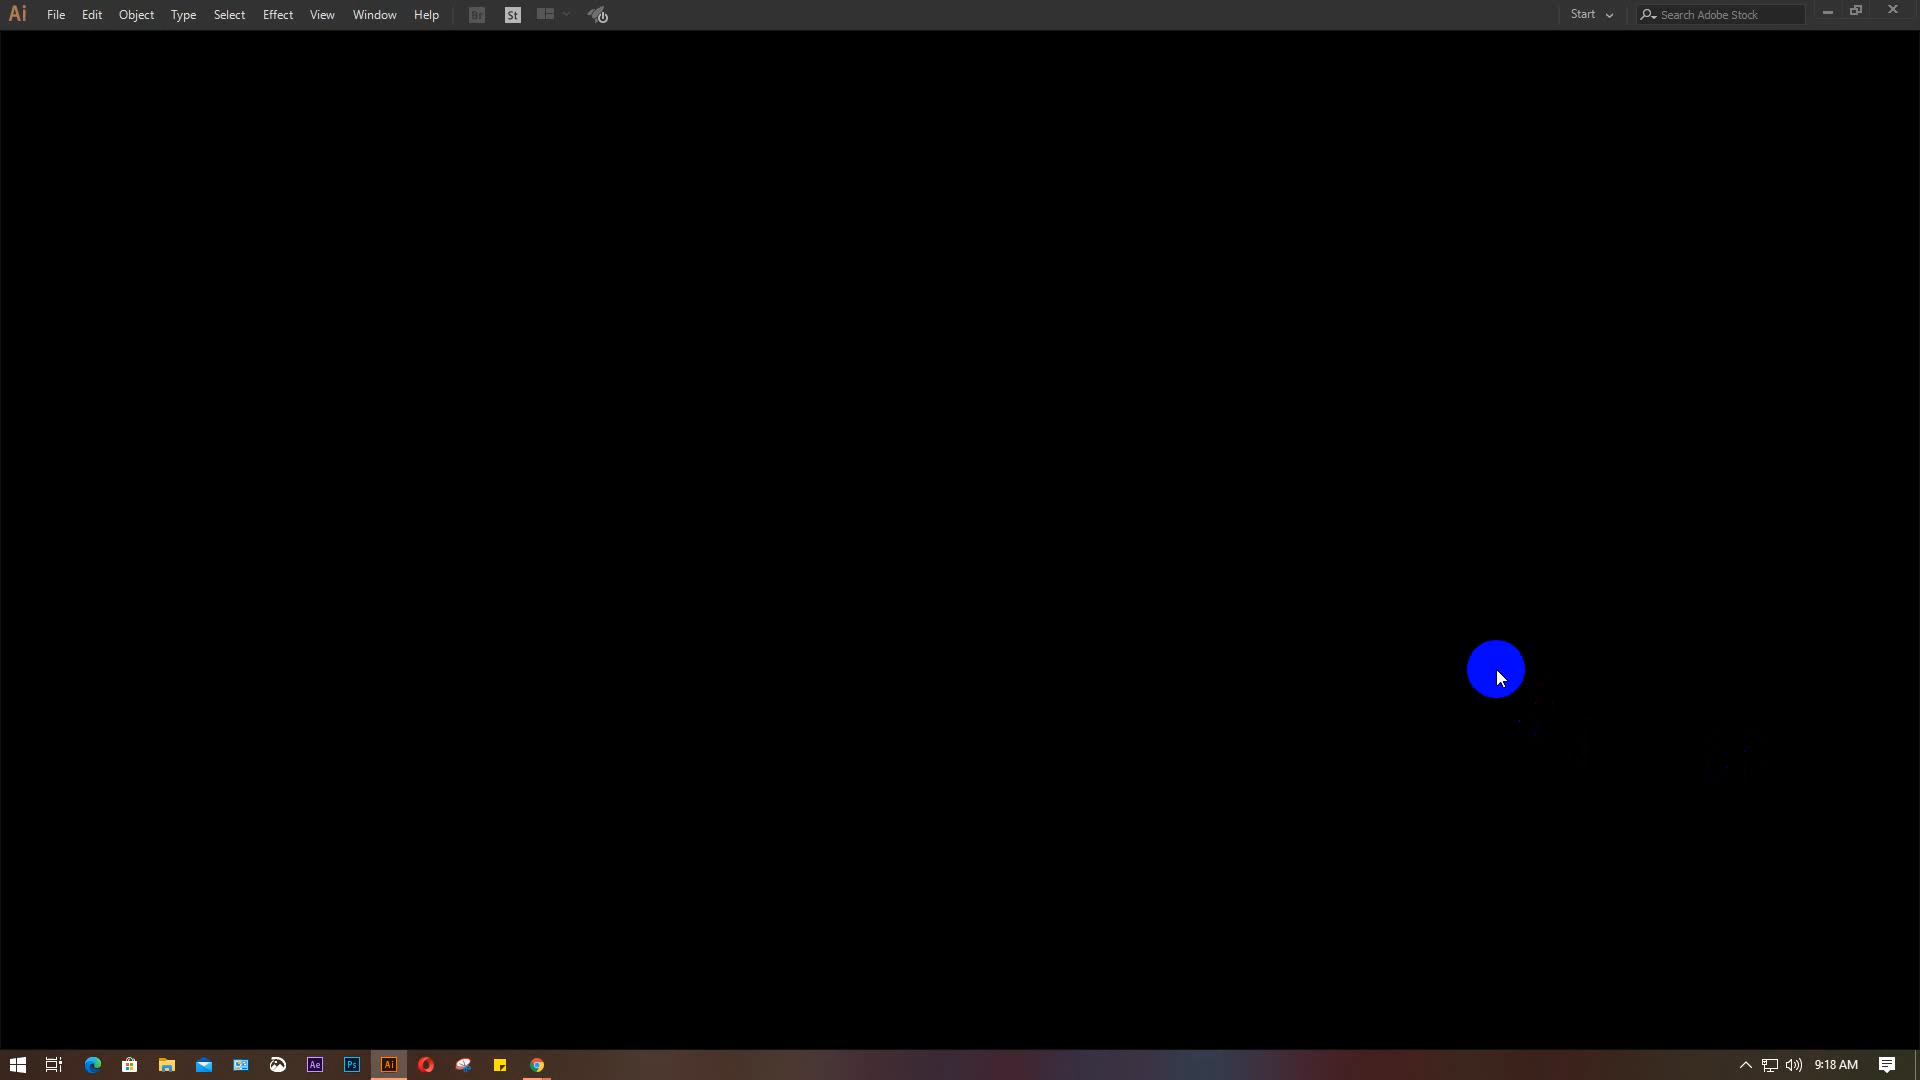 Ai File Edit Object Type Select Effect View Window Help Br St Start Search Adobe Stock
Ae Ps Ai 9:18 AM